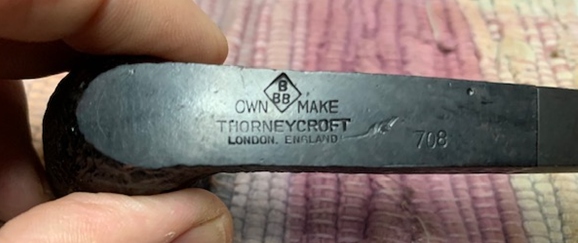 B
BB
OWN MAKE
THORNEYCROFT
LONDON. ENGLAND
708